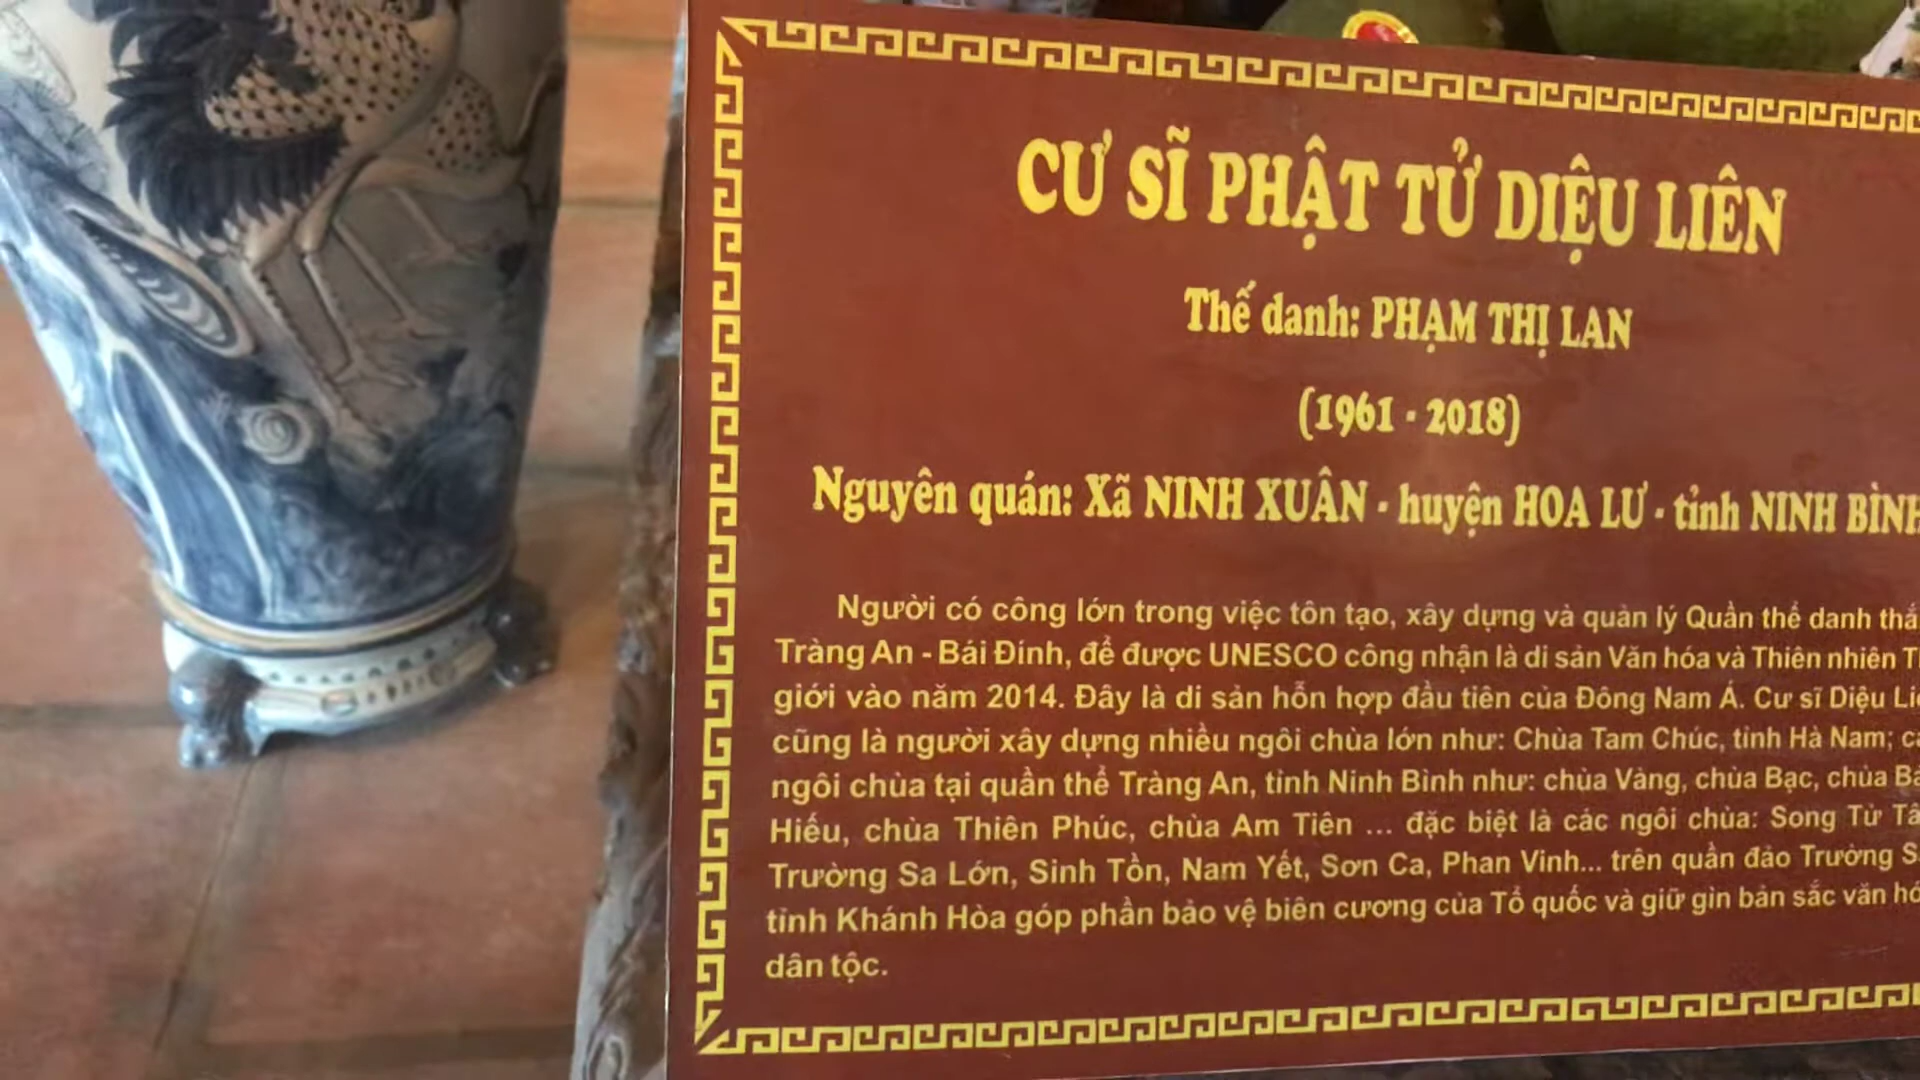 CƯ SĨ PHẬT TỬ DIỆU LIÊN
Thế danh: PHẠM THỊ LAN
(1961 - 2018)
Nguyên quán: Xã NINH XUÂN - huyện HOA LƯ - tỉnh NINH BÌNH
Người có công lớn trong việc tôn tạo, xây dựng và quản lý Quần thể danh
Tràng An - Bái Đính, để được UNESCO công nhận là di sản Văn hóa và Thiên nhiên
giới vào năm 2014. Đây là di sản hỗn hợp đầu tiên của Đông Nam Á. Cư sĩ Diệu
cũng là người xây dựng nhiều ngôi chùa lớn như: Chùa Tam Chúc, tỉnh Hà Nam;
ngôi chùa tại quần thể Tràng An, tỉnh Ninh Bình như: chùa Vàng, chùa Bạc, chùa
Hiếu, chùa Thiên Phúc, chùa Am Tiên ... đặc biệt là các ngôi chùa: Song Tử
Trường Sa Lớn, Sinh Tồn, Nam Yết, Sơn Ca, Phan Vinh... trên quần đảo Trường
tỉnh Khánh Hòa góp phần bảo vệ biên cương của Tổ quốc và giữ gìn bản sắc văn
dân tộc.